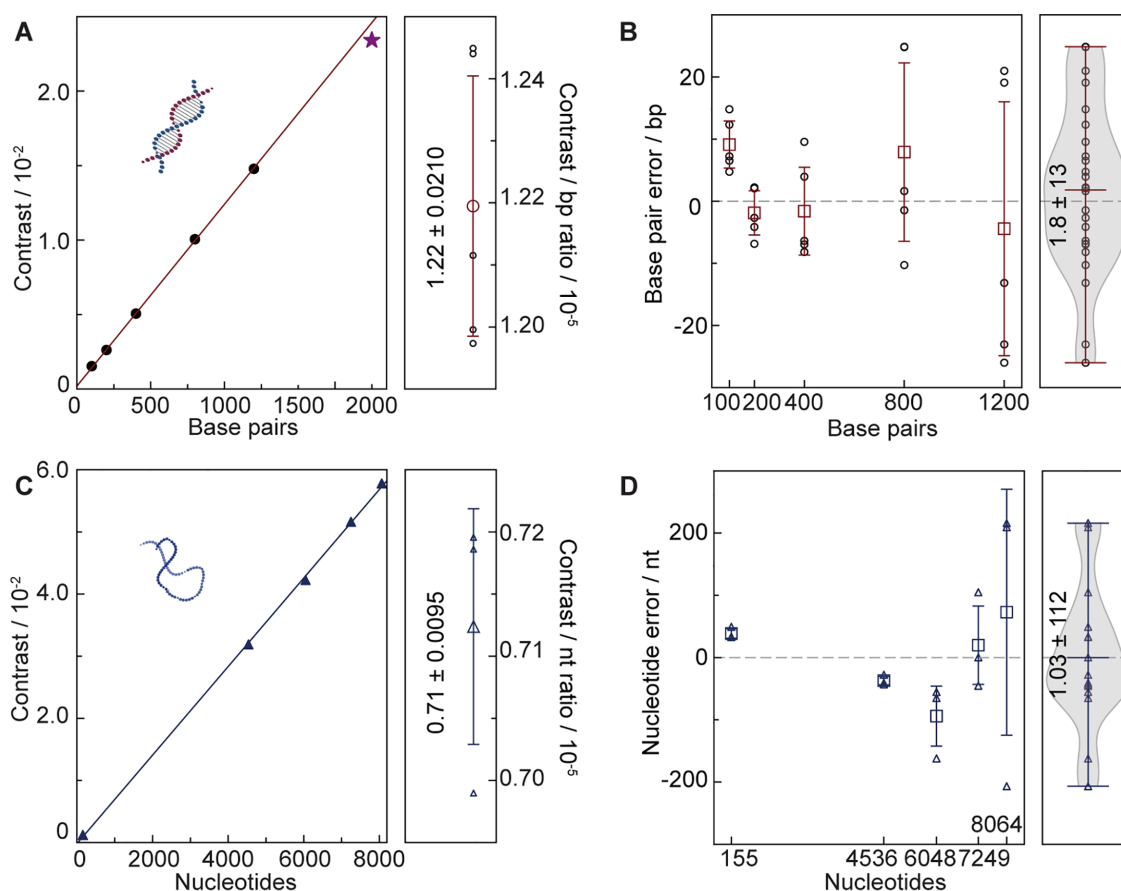 A
Contrast / 10-2
2.0
1.0
0
0
500
1000
1500
2000
Base pairs
1.22 ± 0.0210
1.24
1.22
1.20
Contrast / bp ratio / 10-5
B
Base pair error / bp
20
0
-20
100
200
400
800
1200
Base pairs
1.8 ± 13
C
Contrast / 10-2
6.0
4.0
2.0
0
0
2000
4000
6000
8000
Nucleotides
0.71 ± 0.0095
0.72
0.71
0.70
Contrast / nt ratio / 10-5
D
Nucleotide error / nt
200
0
-200
8064
155
4536
6048
7249
Nucleotides
1.03 ± 112